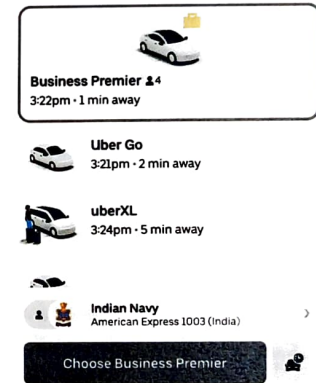 Business Premier 4
3:22pm · 1 min away
Uber Go
3:21pm · 2 min away
uberXL
3:24pm · 5 min away
Indian Navy
American Express 1003 (India)
Choose Business Premier